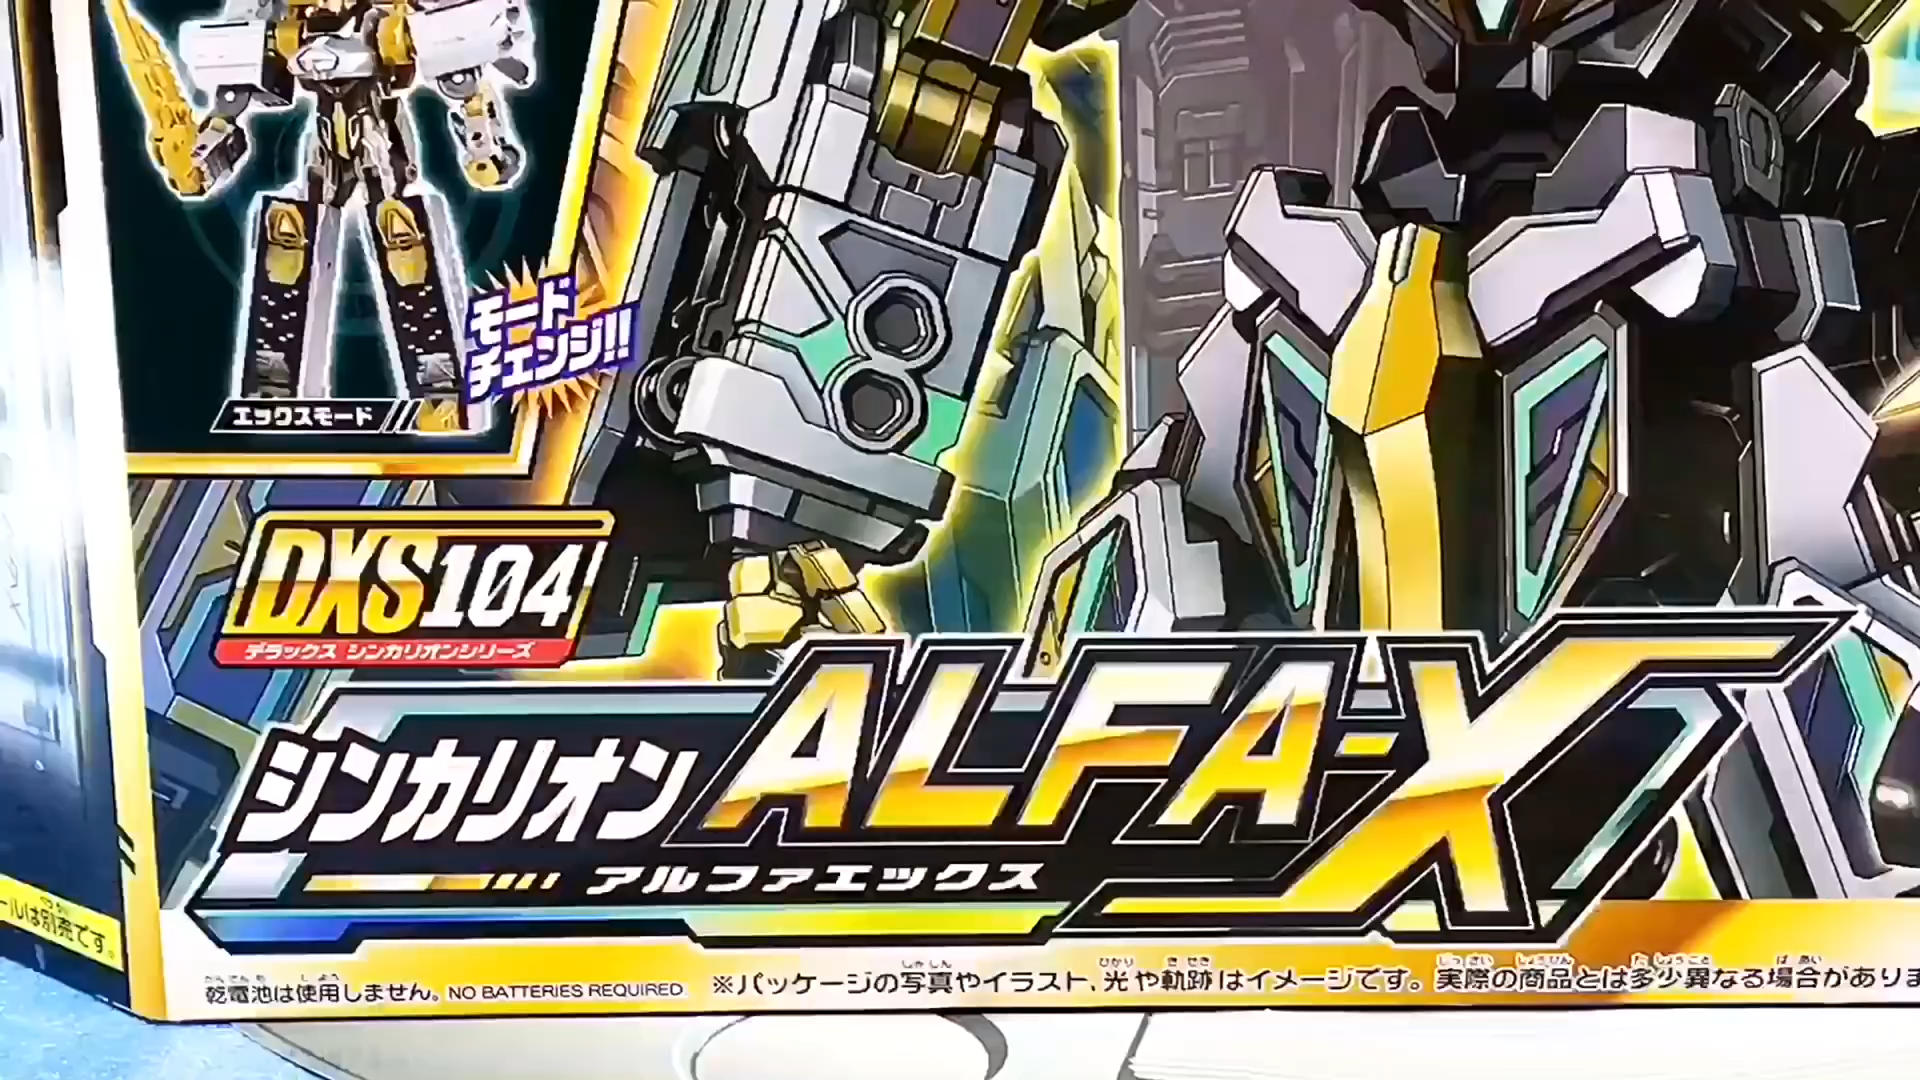 モード
チェンジ!!
エックスモード
DXS104
デラックス シンカリオンシリーズ
シンカリオン ALFA-X
アルファエックス
ールは別売です。
乾電池は使用しません。NO BATTERIES REQUIRED. ※パッケージの写真やイラスト、光や軌跡はイメージです。実際の商品とは多少異なる場合がありま